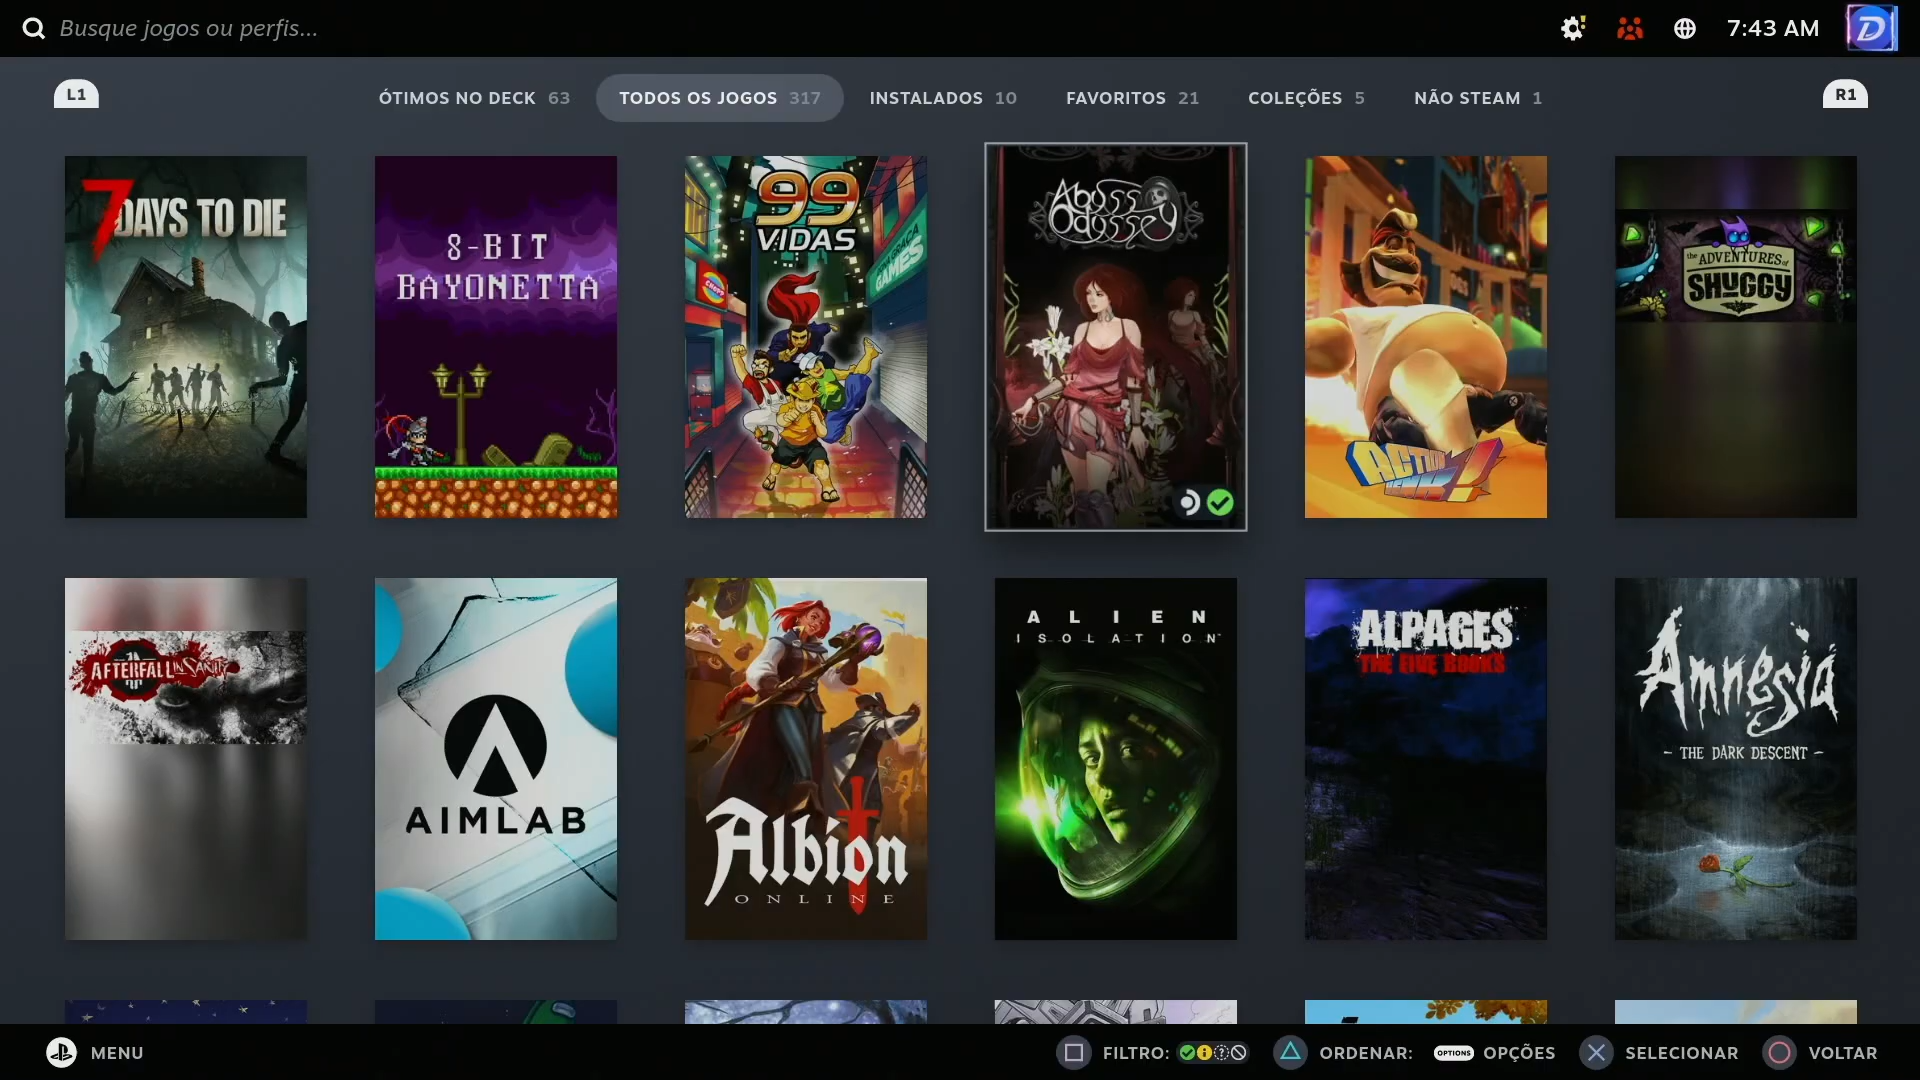 Busque jogos ou perfis...
7:43 AM
L1
ÓTIMOS NO DECK 63
TODOS OS JOGOS 317
INSTALADOS 10
FAVORITOS 21
COLEÇÕES 5
NÃO STEAM 1
R1
7 DAYS TO DIE
8-BIT
BAYONETTA
99
VIDAS
GAMES
Abyss
Odyssey
ACTION
HENK!
the ADVENTURES of
SHUGGY
AFTERFALL INSANITY
AIMLAB
Albion
ONLINE
ALIEN
ISOLATION
ALPAGES
THE FIVE BOOKS
Amnesia
- THE DARK DESCENT -
MENU
FILTRO:
ORDENAR:
OPTIONS
OPÇÕES
SELECIONAR
VOLTAR